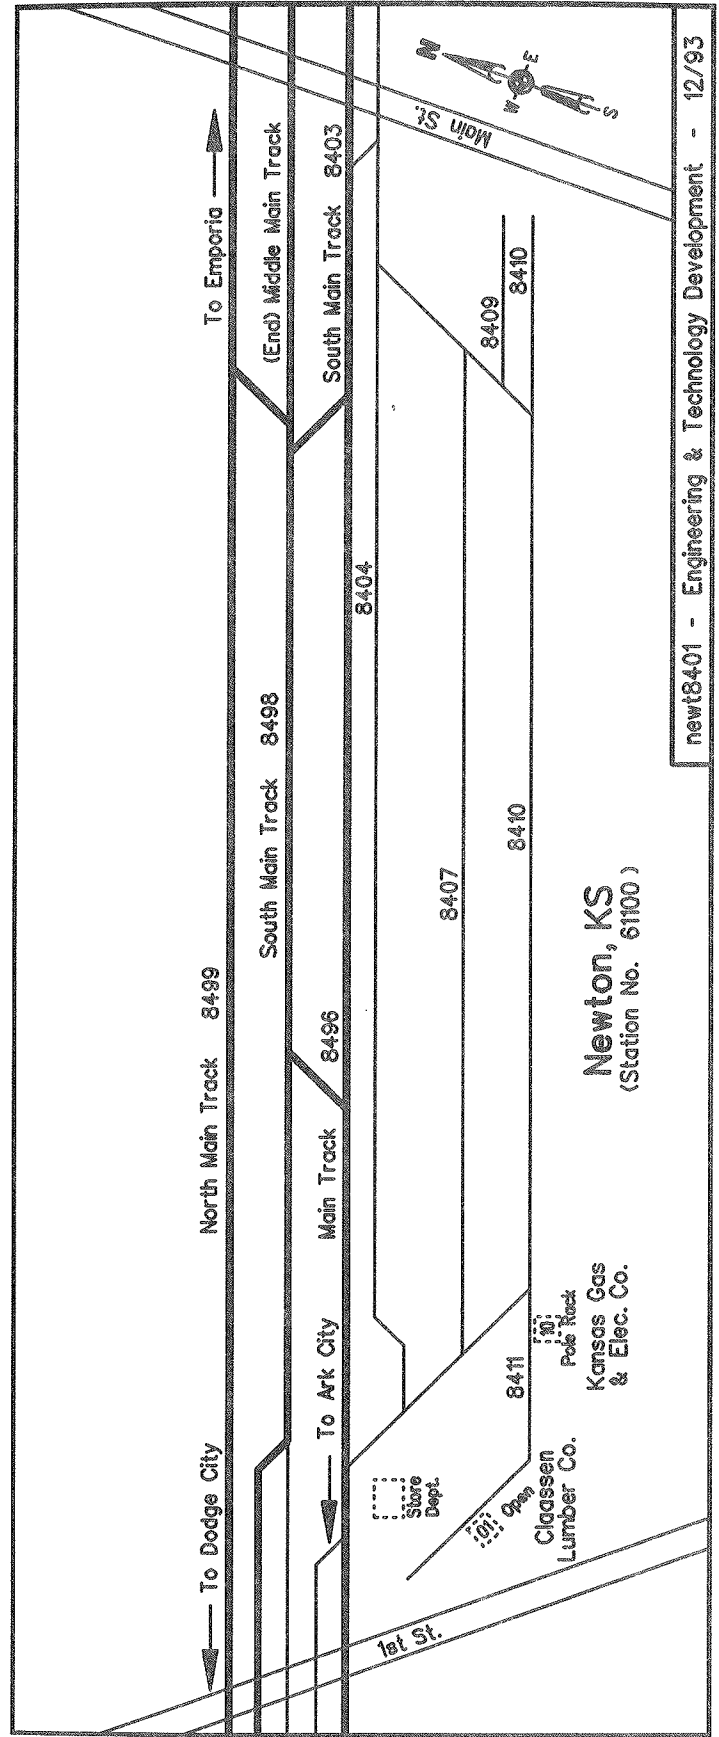 To Dodge City
North Main Track 8499
To Emporia
South Main Track 8498
(End) Middle Main Track
To Ark City
Main Track 8496
South Main Track 8403
8404
N
E
W
S
Main St.
1st St.
Store
Dept.
8407
8409
01
Open
8411
8410
8410
Claassen
Lumber Co.
10
Pole Rack
Kansas Gas
& Elec. Co.
Newton, KS
(Station No. 61100 )
newt8401 - Engineering & Technology Development - 12/93